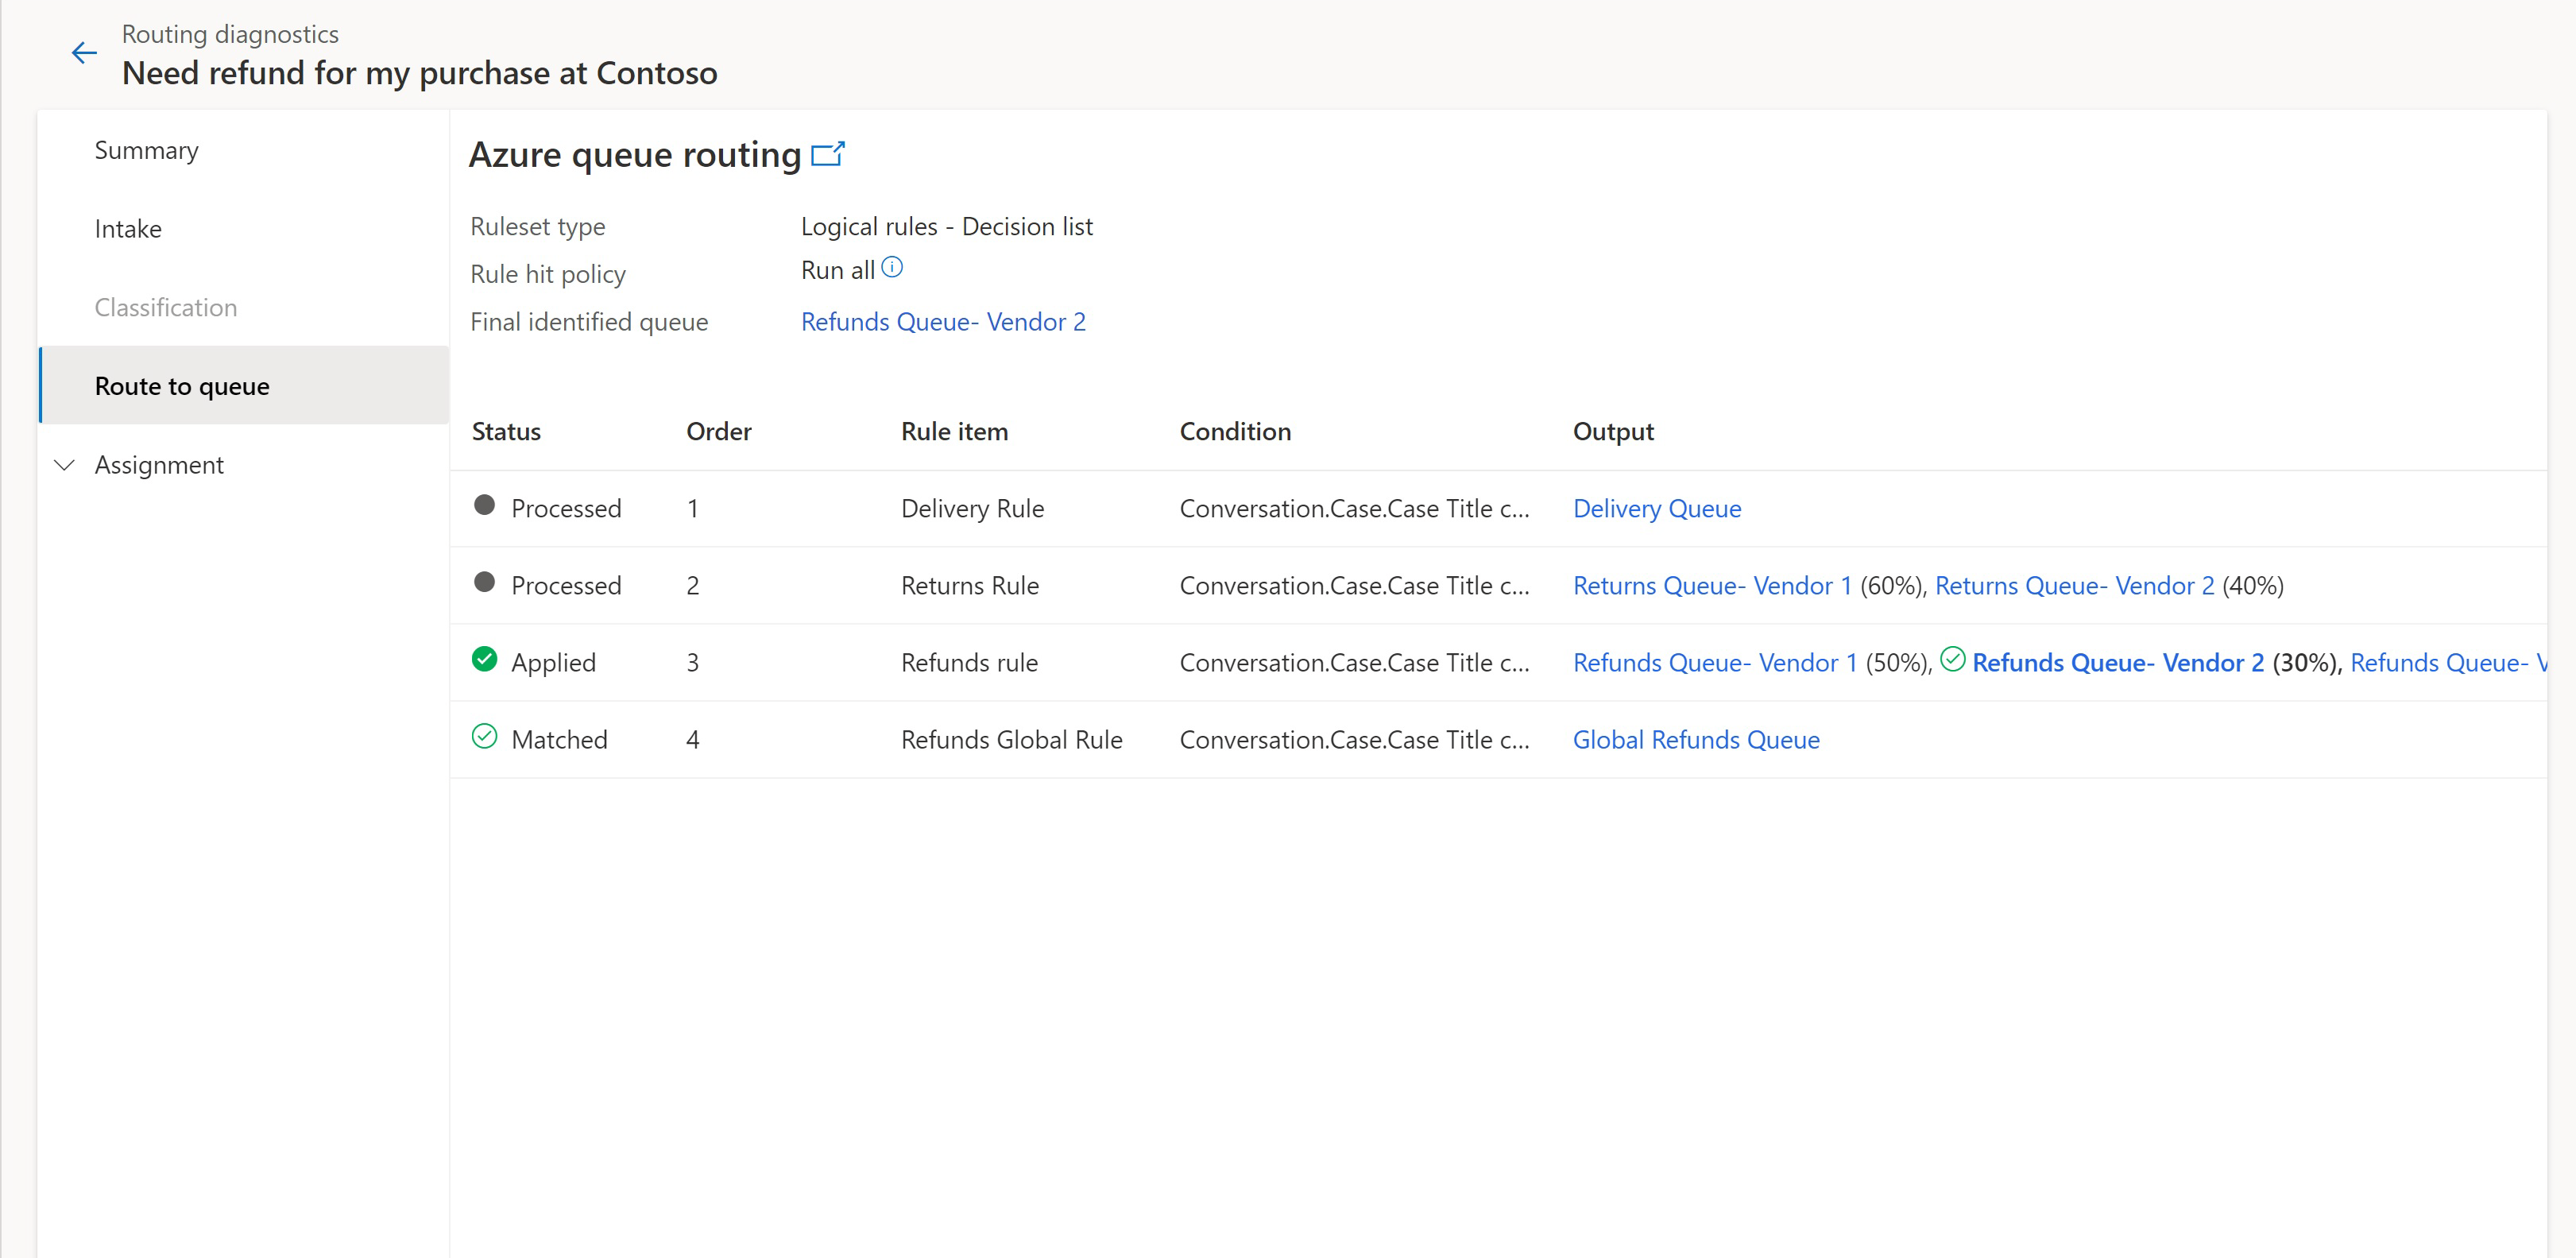 Routing diagnostics
Need refund for my purchase at Contoso
Summary
Intake
Classification
Route to queue
Assignment
Azure queue routing
Ruleset type Logical rules - Decision list
Rule hit policy Run all
Final identified queue Refunds Queue- Vendor 2
Status Order Rule item Condition Output
Processed 1 Delivery Rule Conversation.Case.Case Title c... Delivery Queue
Processed 2 Returns Rule Conversation.Case.Case Title c... Returns Queue- Vendor 1 (60%), Returns Queue- Vendor 2 (40%)
Applied 3 Refunds rule Conversation.Case.Case Title c... Refunds Queue- Vendor 1 (50%), Refunds Queue- Vendor 2 (30%), Refunds Queue-
Matched 4 Refunds Global Rule Conversation.Case.Case Title c... Global Refunds Queue